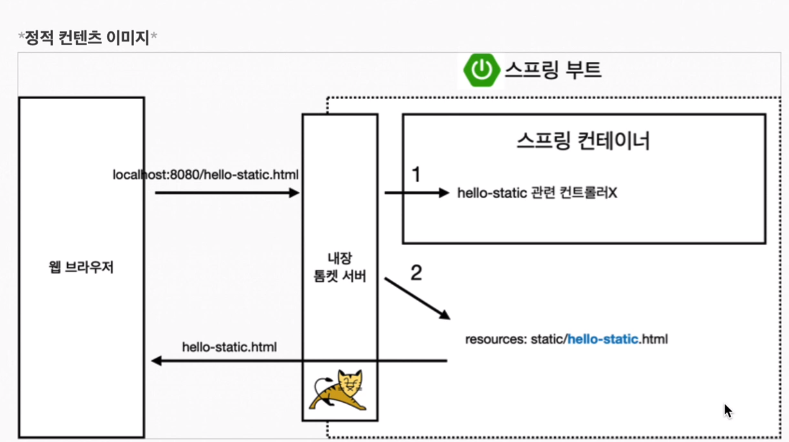 *정적 컨텐츠 이미지*
스프링 부트
스프링 컨테이너
localhost:8080/hello-static.html
1
hello-static 관련 컨트롤러X
웹 브라우저
내장
톰켓 서버
2
resources: static/hello-static.html
hello-static.html